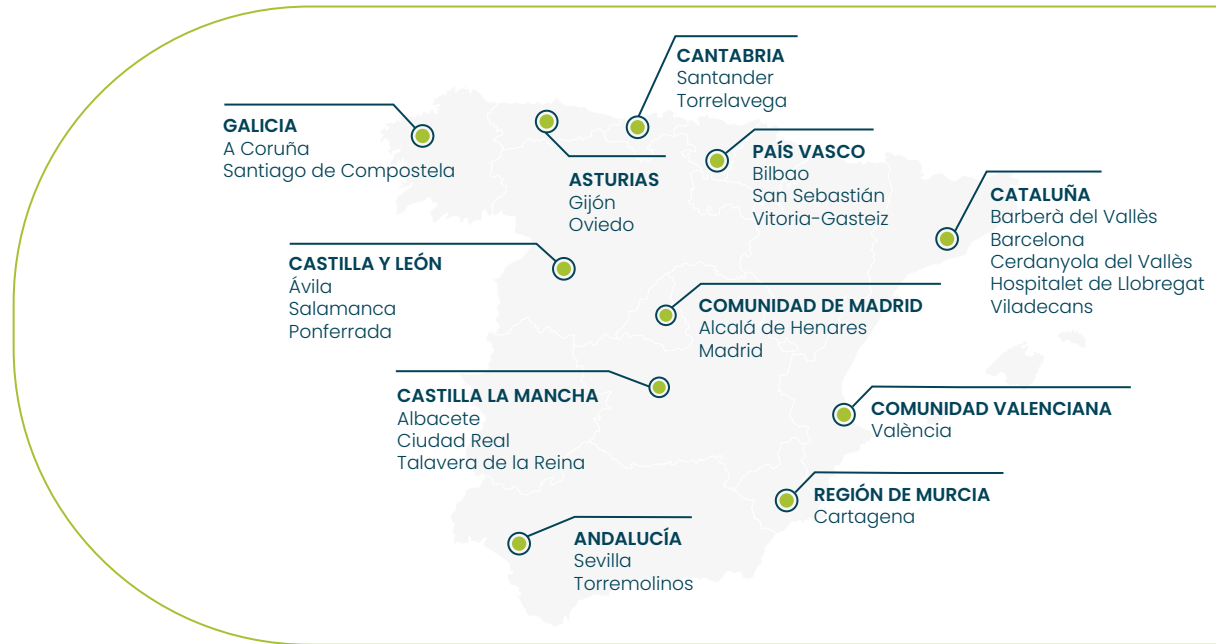 CANTABRIA
Santander
Torrelavega
GALICIA
A Coruña
Santiago de Compostela
ASTURIAS
Gijón
Oviedo
PAÍS VASCO
Bilbao
San Sebastián
Vitoria-Gasteiz
CATALUÑA
Barberà del Vallès
Barcelona
Cerdanyola del Vallès
Hospitalet de Llobregat
Viladecans
CASTILLA Y LEÓN
Ávila
Salamanca
Ponferrada
COMUNIDAD DE MADRID
Alcalá de Henares
Madrid
CASTILLA LA MANCHA
Albacete
Ciudad Real
Talavera de la Reina
COMUNIDAD VALENCIANA
València
REGIÓN DE MURCIA
Cartagena
ANDALUCÍA
Sevilla
Torremolinos